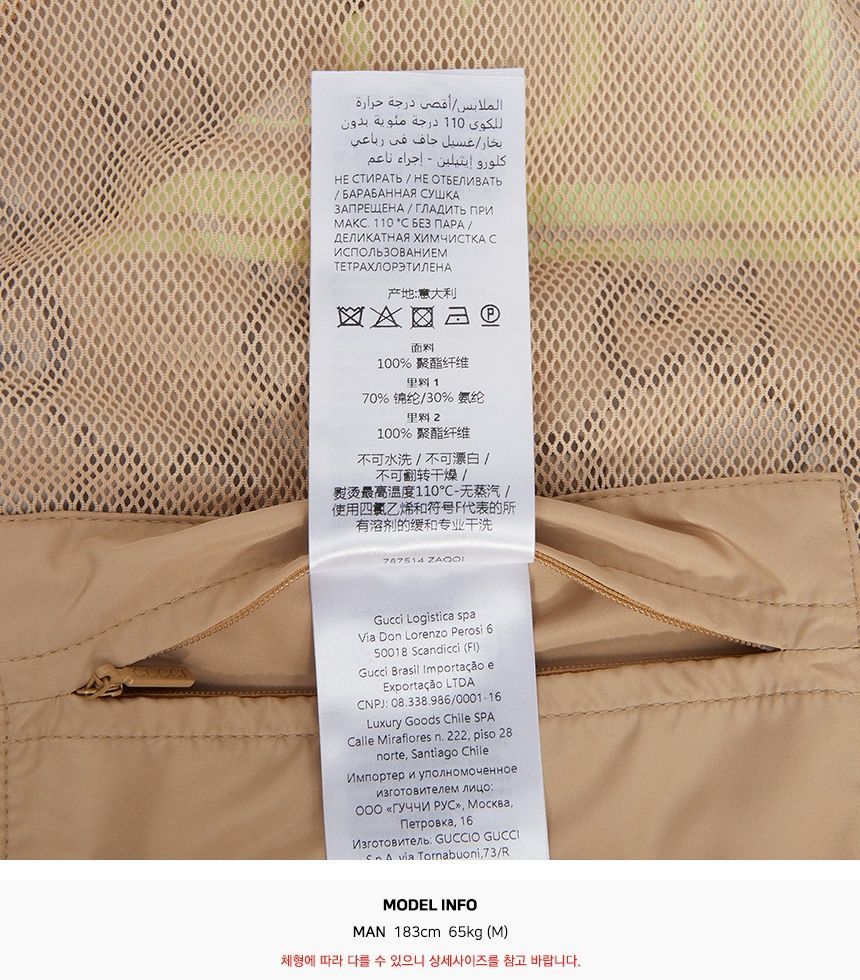 الملابس/أقصى درجة حرارة
للكوي 110 درجة مئوية بدون
بخار/غسيل جاف في رباعي
كلورو إيثيلين - إجراء ناعم
НЕ СТИРАТЬ / НЕ ОТБЕЛИВАТЬ
/ БАРАБАННАЯ СУШКА
ЗАПРЕЩЕНА / ГЛАДИТЬ ПРИ
МАКС. 110 °C БЕЗ ПАРА /
ДЕЛИКАТНАЯ ХИМЧИСТКА С
ИСПОЛЬЗОВАНИЕМ
ТЕТРАХЛОРЭТИЛЕНА
产地:意大利
P
面料
100% 聚酯纤维
里料 1
70% 锦纶/30% 氨纶
里料 2
100% 聚酯纤维
不可水洗 / 不可漂白 /
不可翻转干燥 /
熨烫最高温度110°C-无蒸汽 /
使用四氯乙烯和符号F代表的所
有溶剂的缓和专业干洗
787514 ZAQOI
Gucci Logistica spa
Via Don Lorenzo Perosi 6
50018 Scandicci (FI)
GUCCI
Gucci Brasil Importação e
Exportação LTDA
CNPJ: 08.338.986/0001-16
Luxury Goods Chile SPA
Calle Miraflores n. 222, piso 28
norte, Santiago Chile
Импортер и уполномоченное
изготовителем лицо:
ООО «ГУЧЧИ РУС», Москва,
Петровка, 16
Изготовитель: GUCCIO GUCCI
S.p.A. via Tornabuoni,73/R
MODEL INFO
MAN 183cm 65kg (M)
체형에 따라 다를 수 있으니 상세사이즈를 참고 바랍니다.